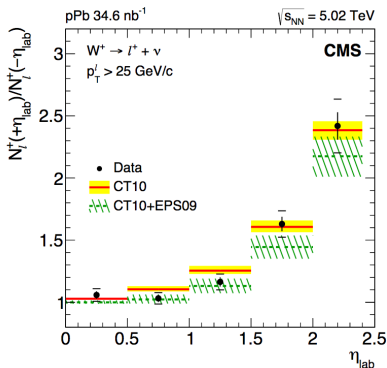 pPb 34.6 nb⁻¹ √s_NN = 5.02 TeV
W⁺ → l⁺ + ν
CMS
p_T^l > 25 GeV/c
N_l^+(+η_lab)/N_l^+(-η_lab)
3
2.5
2
1.5
1
Data
CT10
CT10+EPS09
0 0.5 1 1.5 2 2.5
η_lab